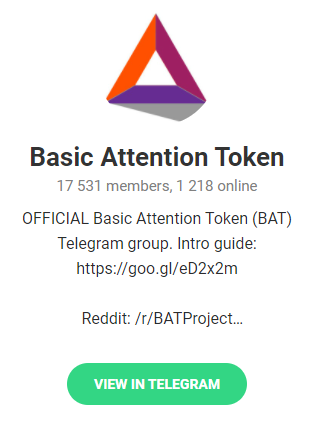 Basic Attention Token
17 531 members, 1 218 online
OFFICIAL Basic Attention Token (BAT)
Telegram group. Intro guide:
https://goo.gl/eD2x2m
Reddit: /r/BATProject…
VIEW IN TELEGRAM